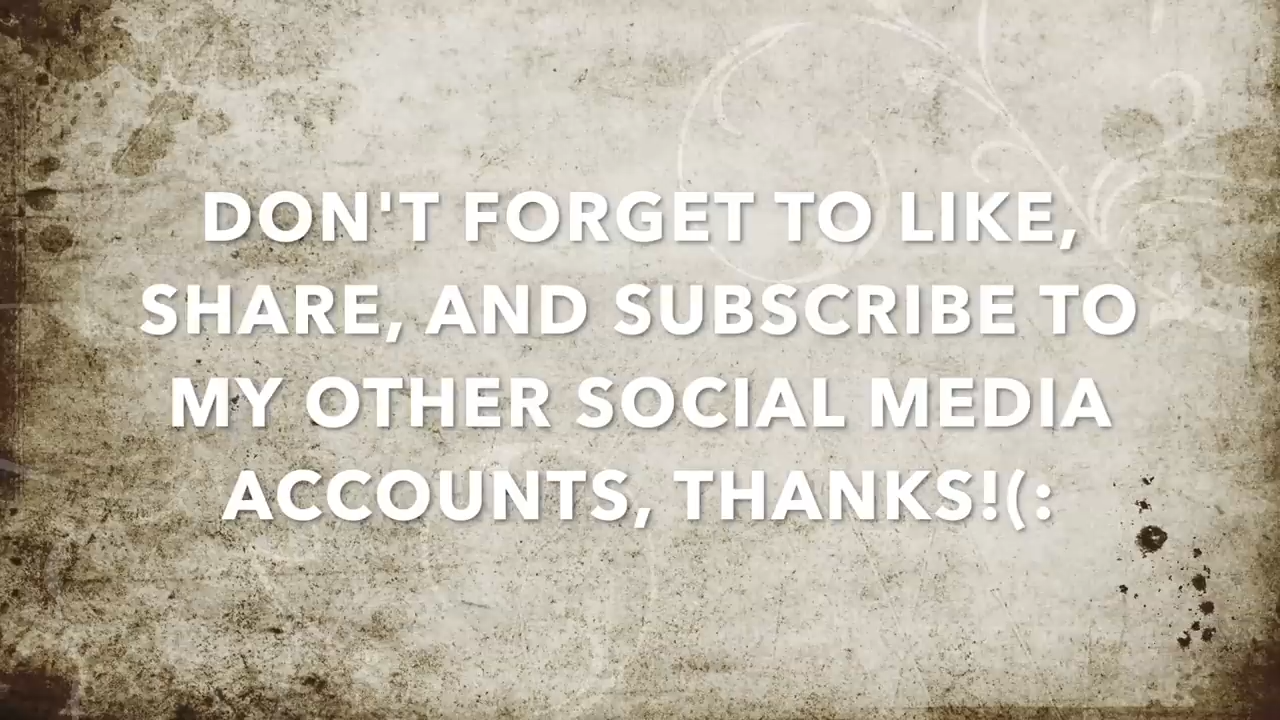 DON'T FORGET TO LIKE,
SHARE, AND SUBSCRIBE TO
MY OTHER SOCIAL MEDIA
ACCOUNTS, THANKS!(: